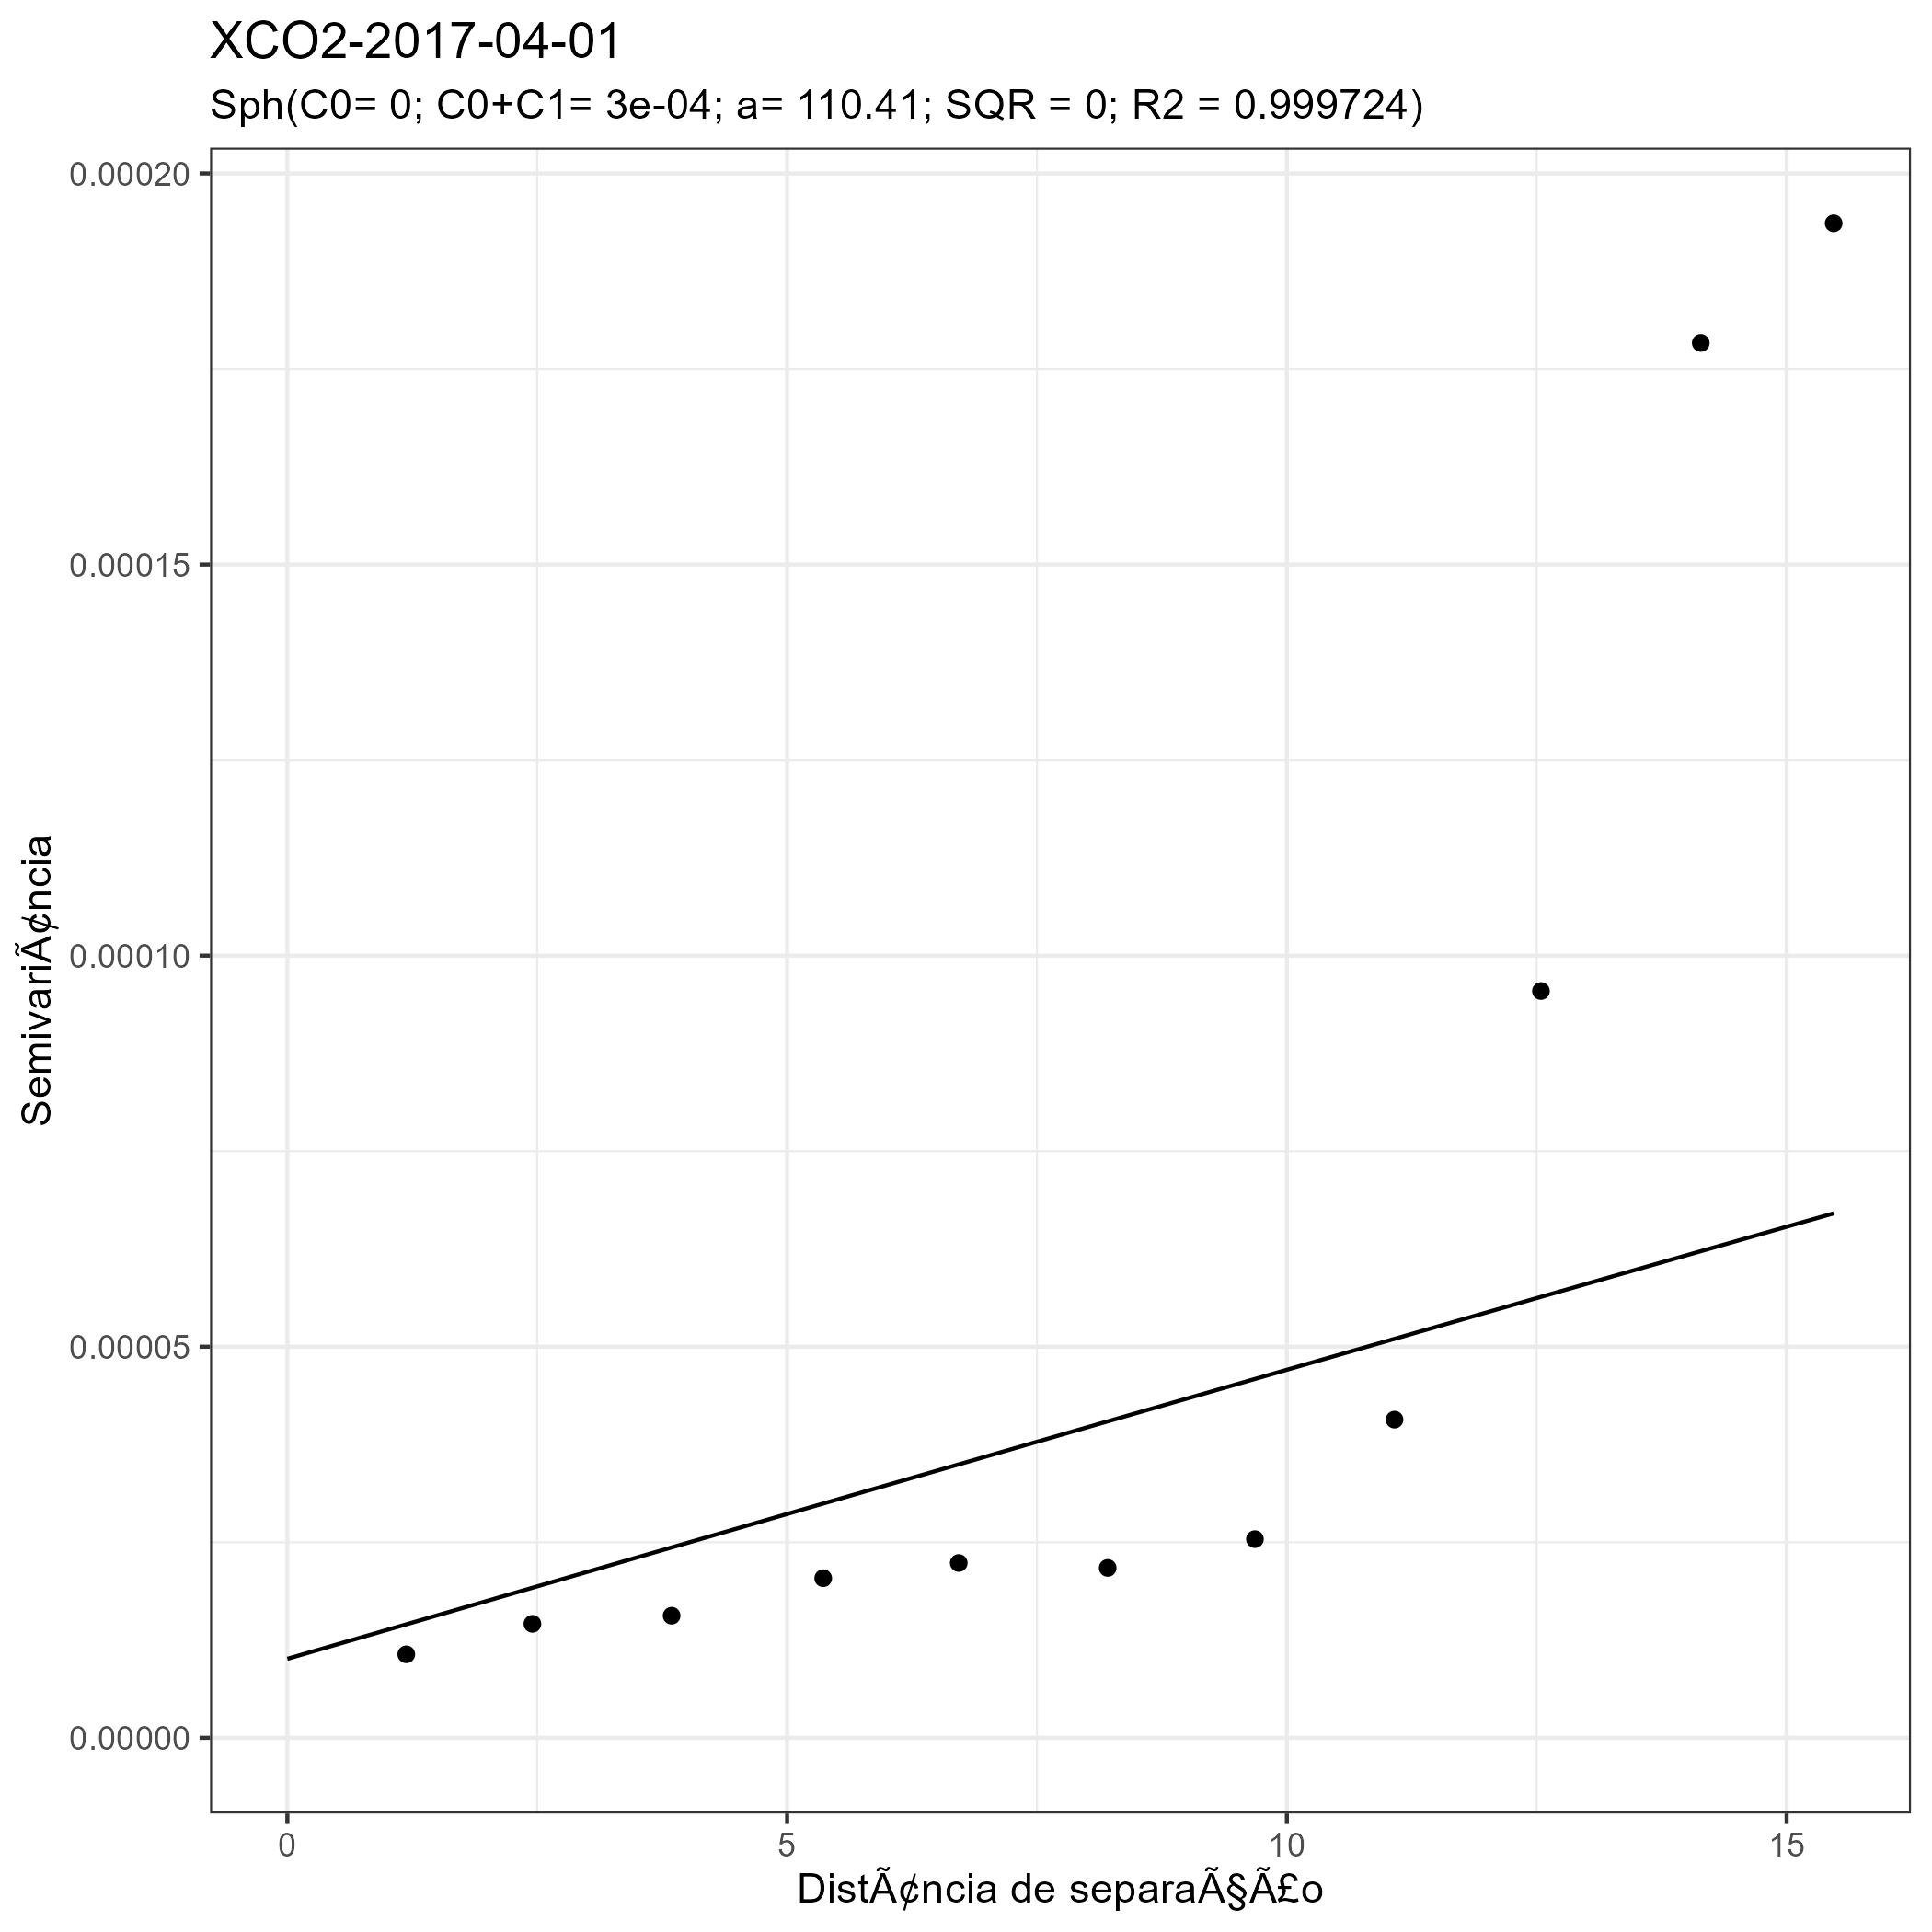 XCO2-2017-04-01
Sph(C0= 0; C0+C1= 3e-04; a= 110.41; SQR = 0; R2 = 0.999724)
0.00020
0.00015
0.00010
0.00005
0.00000
SemivariÃ¢ncia
0 5 10 15
DistÃ¢ncia de separaÃ§Ã£o